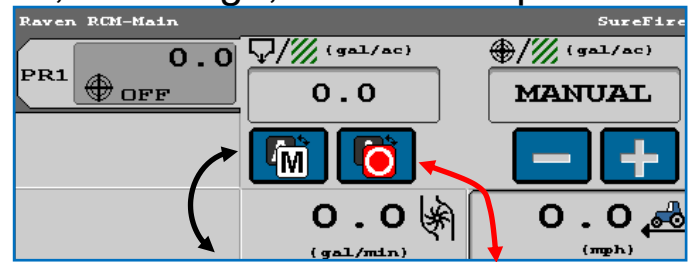 Raven RCM-Main SureFire
PR1 0.0
OFF
(gal/ac) (gal/ac)
0.0 MANUAL
M
0.0 0.0
(gal/min) (mph)